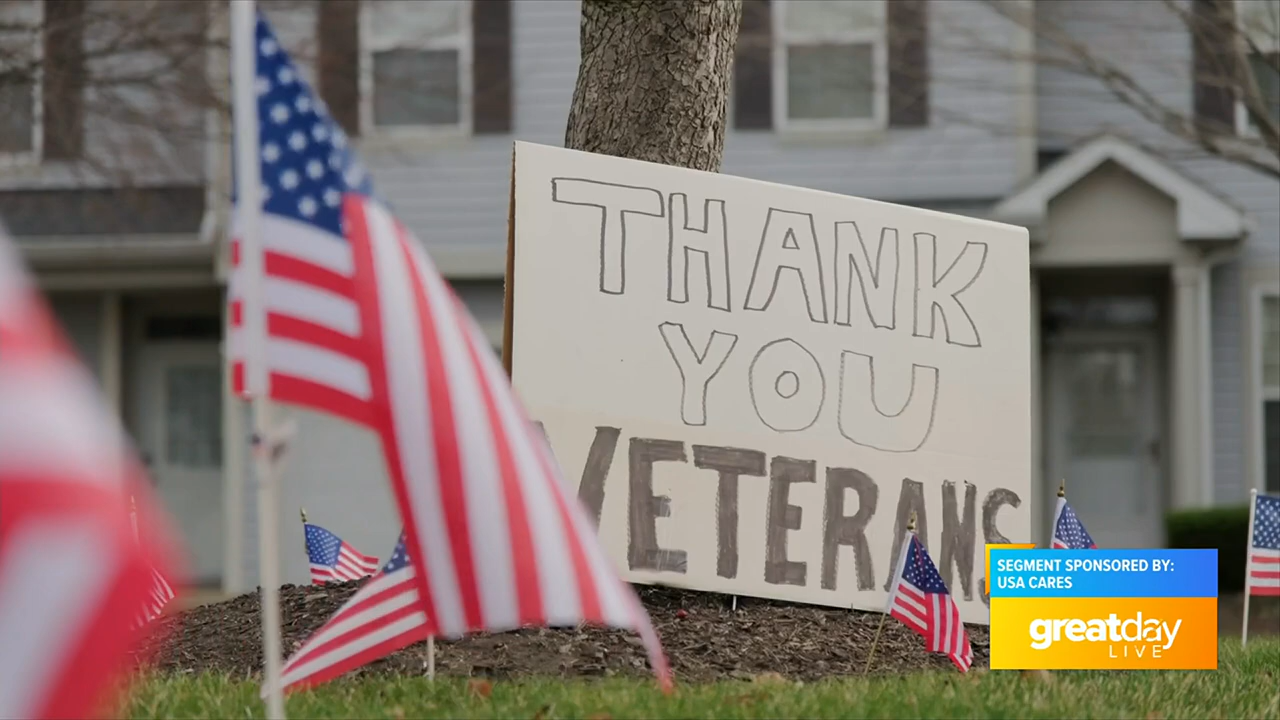 THANK
YOU
VETERANS
SEGMENT SPONSORED BY:
USA CARES
greatday
LIVE